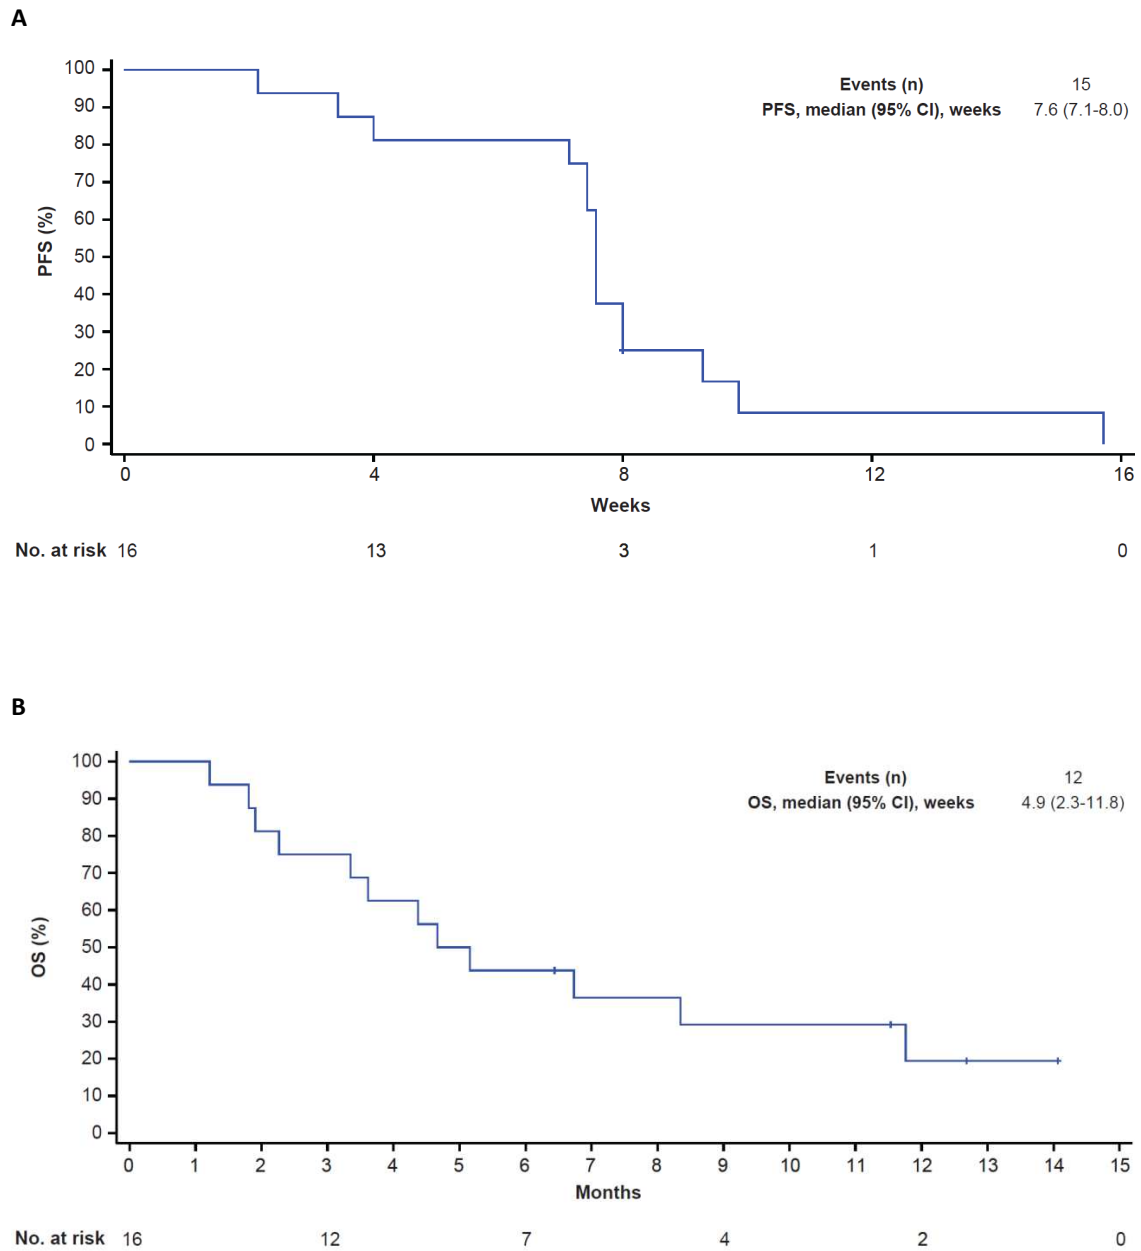 A
Events (n) 15
PFS, median (95% CI), weeks 7.6 (7.1-8.0)
PFS (%)
100
90
80
70
60
50
40
30
20
10
0
0 4 8 12 16
Weeks
No. at risk 16 13 3 1 0
B
Events (n) 12
OS, median (95% CI), weeks 4.9 (2.3-11.8)
OS (%)
100
90
80
70
60
50
40
30
20
10
0
0 1 2 3 4 5 6 7 8 9 10 11 12 13 14 15
Months
No. at risk 16 12 7 4 2 0